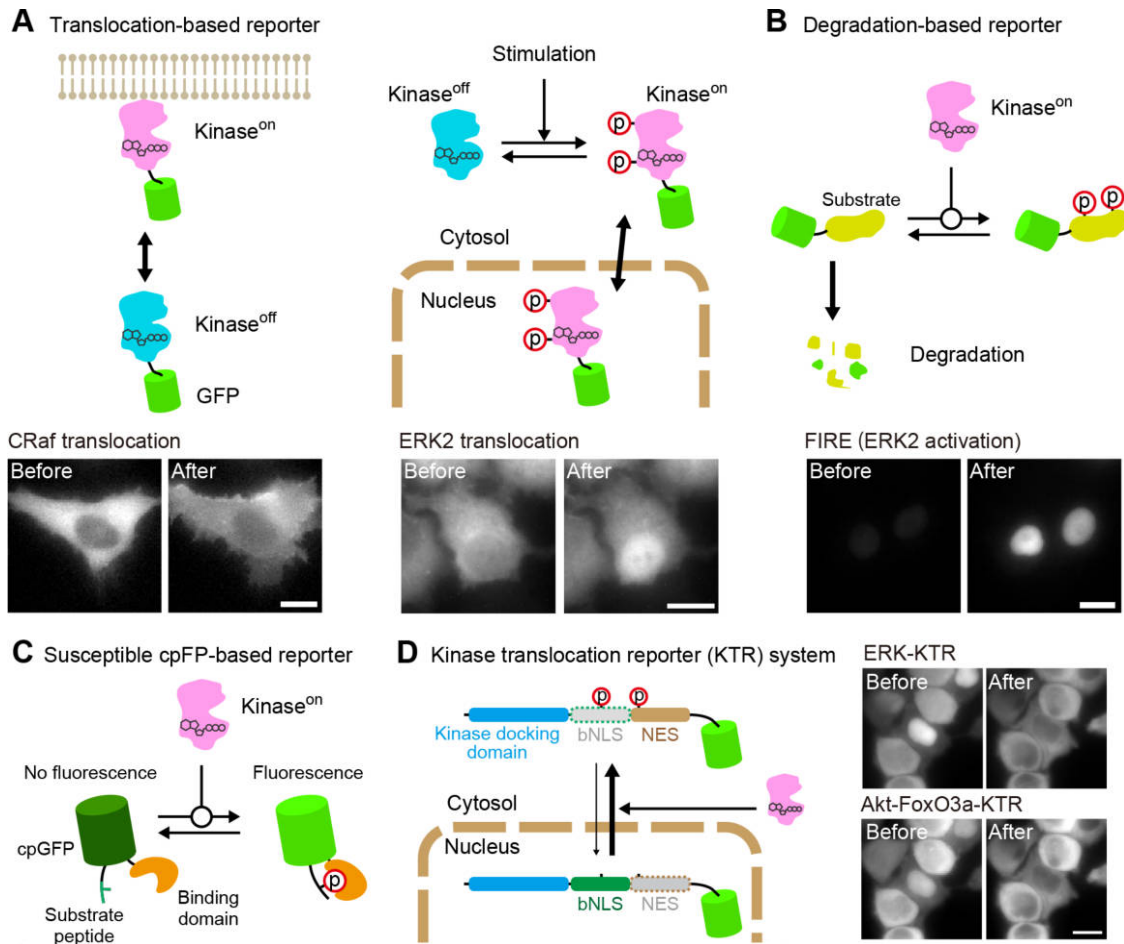 A Translocation-based reporter
Kinase^on
Kinase^off
GFP
Stimulation
Kinase^off
Kinase^on
p
p
Cytosol
Nucleus
p
p
CRaf translocation
Before
After
ERK2 translocation
Before
After
B Degradation-based reporter
Kinase^on
Substrate
p
p
Degradation
FIRE (ERK2 activation)
Before
After
C Susceptible cpFP-based reporter
Kinase^on
No fluorescence
Fluorescence
cpGFP
p
Substrate
peptide
Binding
domain
D Kinase translocation reporter (KTR) system
p
p
Kinase docking
domain
bNLS
NES
Cytosol
Nucleus
bNLS
NES
ERK-KTR
Before
After
Akt-FoxO3a-KTR
Before
After